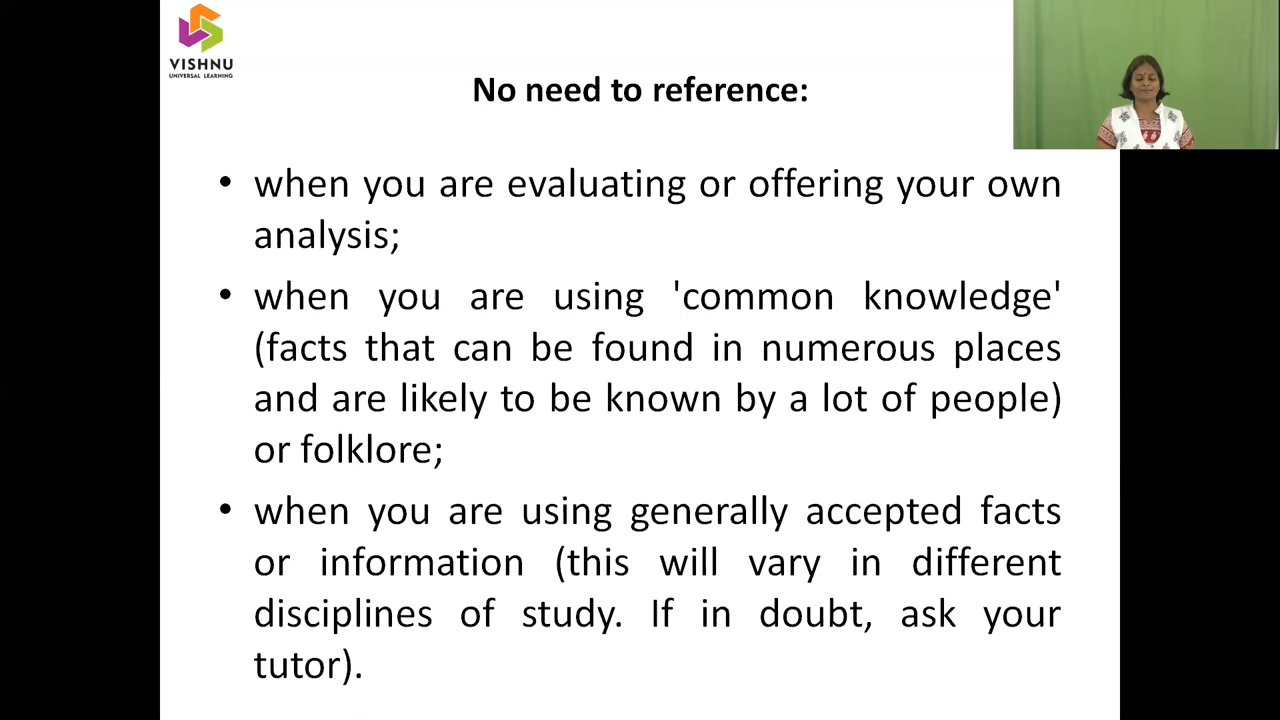 VISHNU
UNIVERSAL LEARNING
No need to reference:
• when you are evaluating or offering your own
analysis;
• when you are using 'common knowledge'
(facts that can be found in numerous places
and are likely to be known by a lot of people)
or folklore;
• when you are using generally accepted facts
or information (this will vary in different
disciplines of study. If in doubt, ask your
tutor).